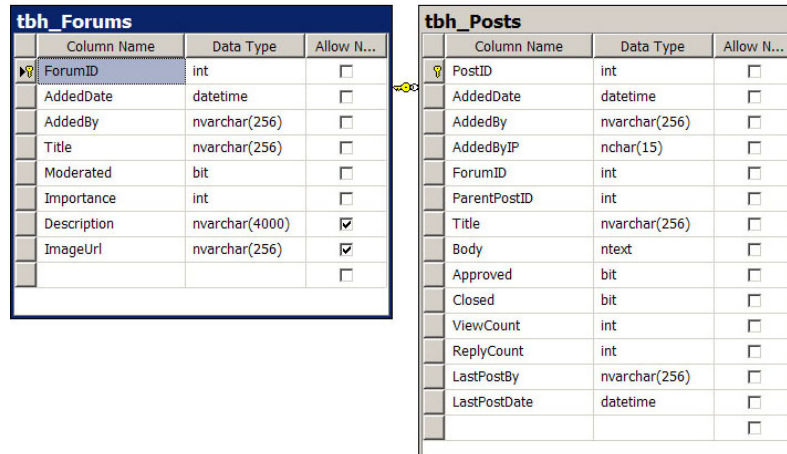 tbh_Forums
Column Name Data Type Allow N...
ForumID int
AddedDate datetime
AddedBy nvarchar(256)
Title nvarchar(256)
Moderated bit
Importance int
Description nvarchar(4000)
ImageUrl nvarchar(256)
tbh_Posts
Column Name Data Type Allow N...
PostID int
AddedDate datetime
AddedBy nvarchar(256)
AddedByIP nchar(15)
ForumID int
ParentPostID int
Title nvarchar(256)
Body ntext
Approved bit
Closed bit
ViewCount int
ReplyCount int
LastPostBy nvarchar(256)
LastPostDate datetime